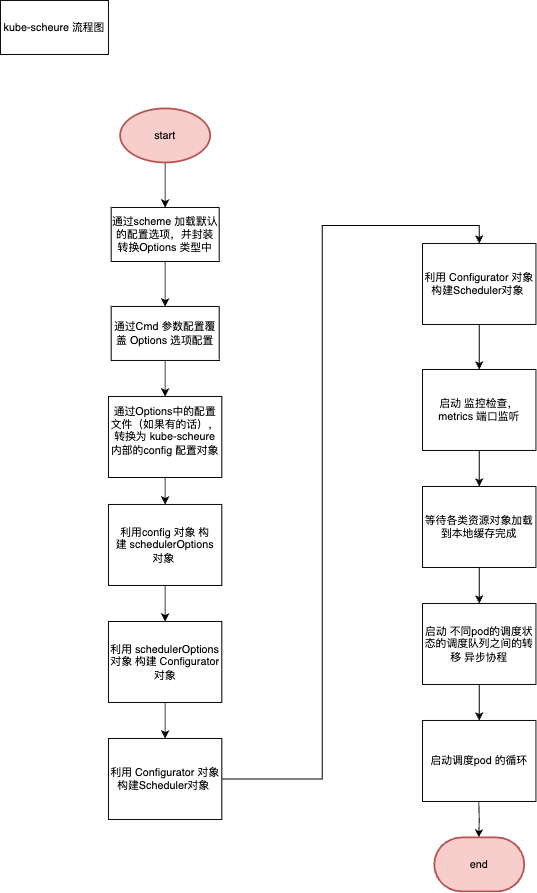 kube-scheure 流程图
start
通过scheme 加载默认
的配置选项，并封装
转换Options 类型中
通过Cmd 参数配置覆
盖 Options 选项配置
通过Options中的配置
文件（如果有的话），
转换为 kube-scheure
内部的config 配置对象
利用config 对象 构
建 schedulerOptions
对象
利用 schedulerOptions
对象 构建 Configurator
对象
利用 Configurator 对象
构建Scheduler对象
利用 Configurator 对象
构建Scheduler对象
启动 监控检查，
metrics 端口监听
等待各类资源对象加载
到本地缓存完成
启动 不同pod的调度状
态的调度队列之间的转
移 异步协程
启动调度pod 的循环
end